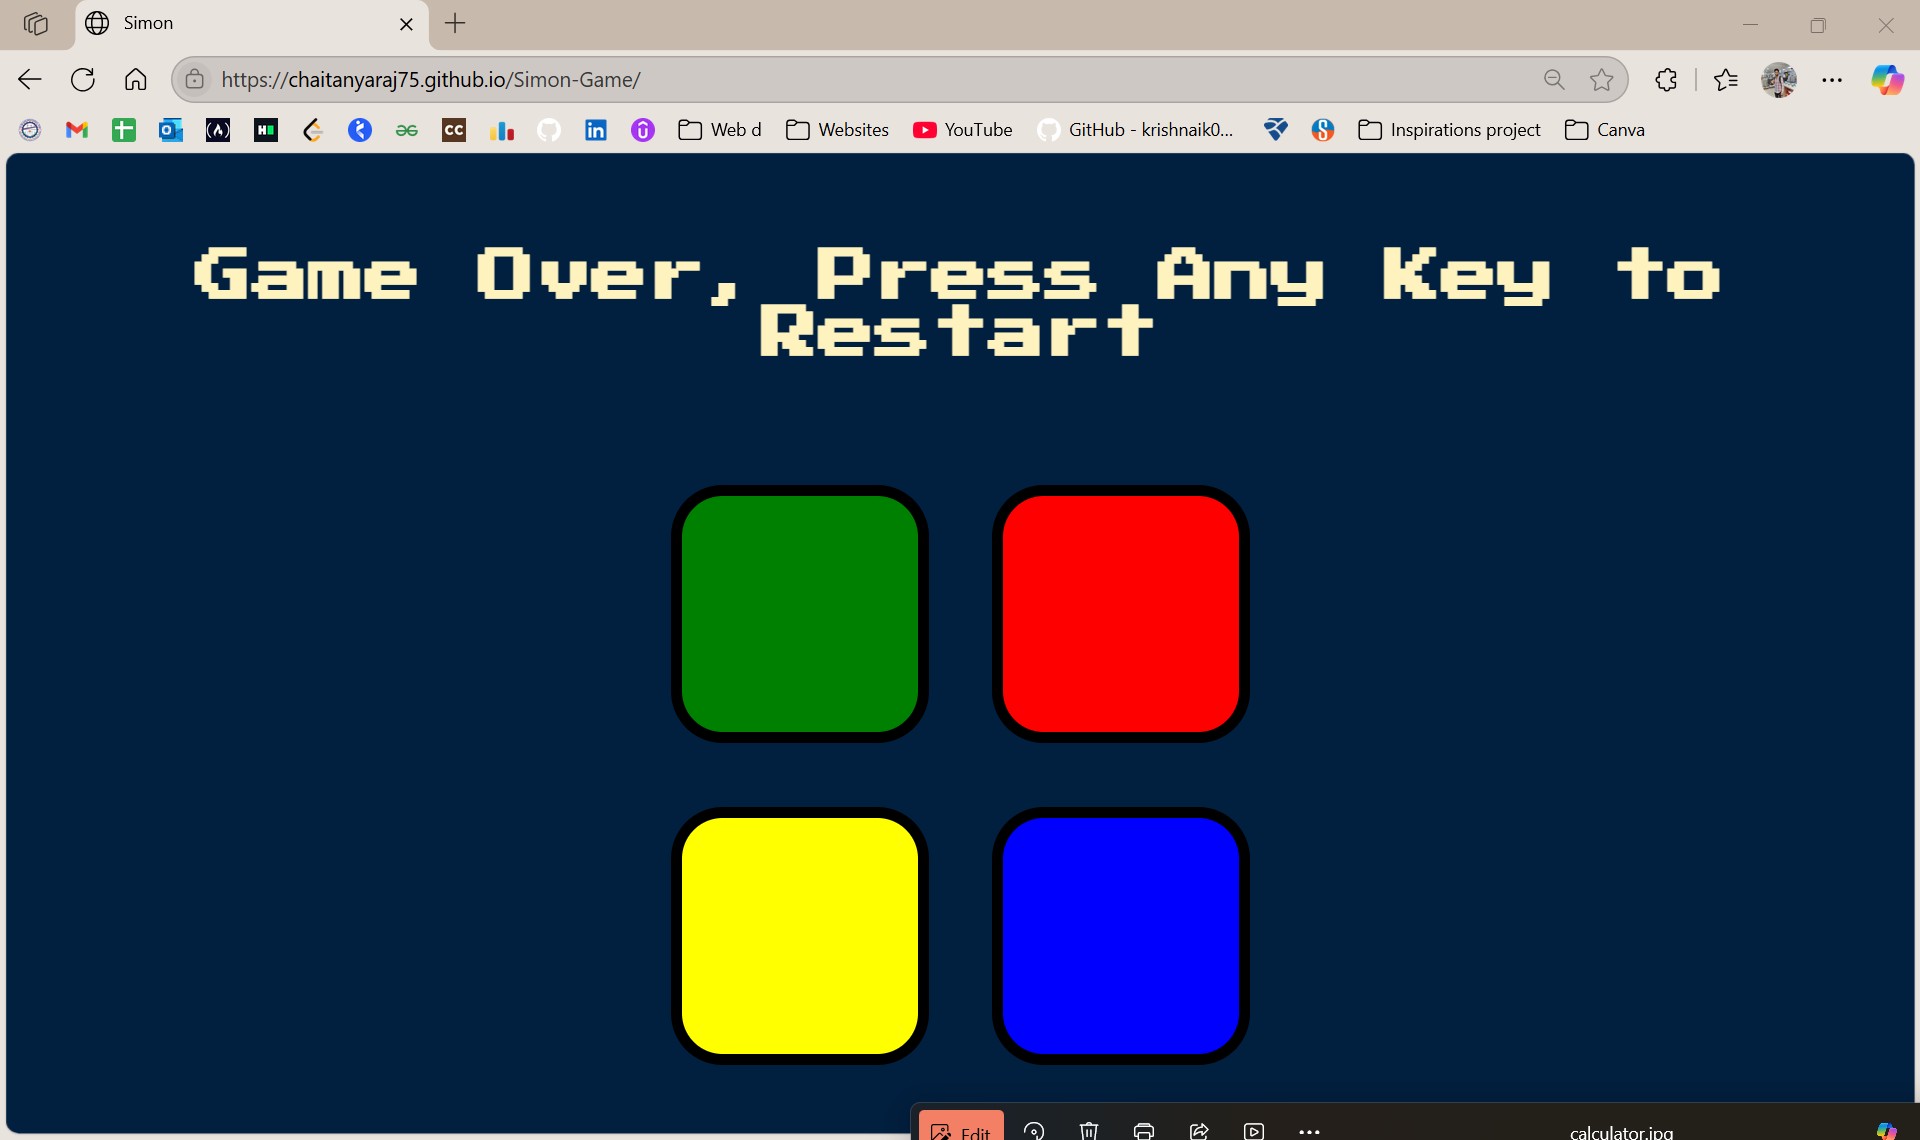 Simon
https://chaitanyaraj75.github.io/Simon-Game/
Web d
Websites
YouTube
GitHub - krishnaik0...
Inspirations project
Canva
Game Over, Press Any Key to
Restart
Edit
calculator.jpg